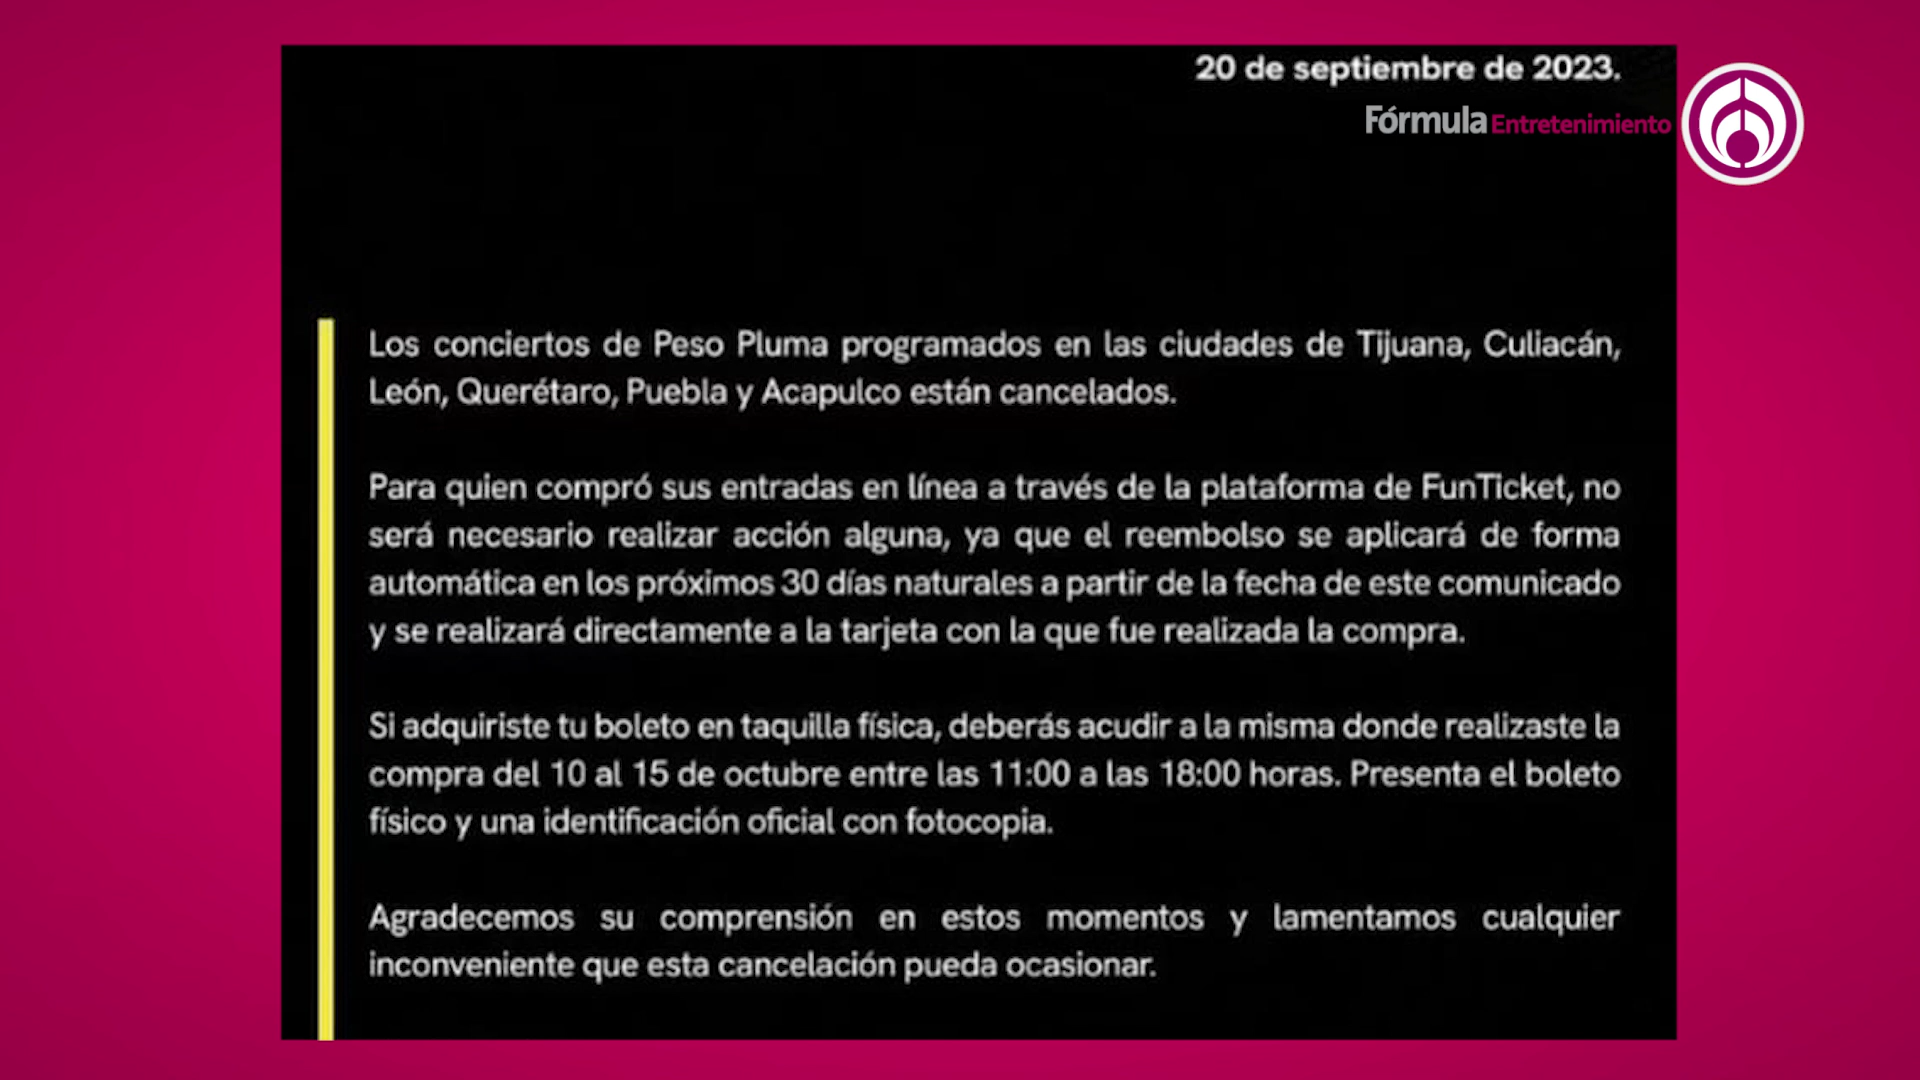 20 de septiembre de 2023.
Fórmula Entretenimiento
Los conciertos de Peso Pluma programados en las ciudades de Tijuana, Culiacán,
León, Querétaro, Puebla y Acapulco están cancelados.
Para quien compró sus entradas en línea a través de la plataforma de FunTicket, no
será necesario realizar acción alguna, ya que el reembolso se aplicará de forma
automática en los próximos 30 días naturales a partir de la fecha de este comunicado
y se realizará directamente a la tarjeta con la que fue realizada la compra.
Si adquiriste tu boleto en taquilla física, deberás acudir a la misma donde realizaste la
compra del 10 al 15 de octubre entre las 11:00 a las 18:00 horas. Presenta el boleto
físico y una identificación oficial con fotocopia.
Agradecemos su comprensión en estos momentos y lamentamos cualquier
inconveniente que esta cancelación pueda ocasionar.